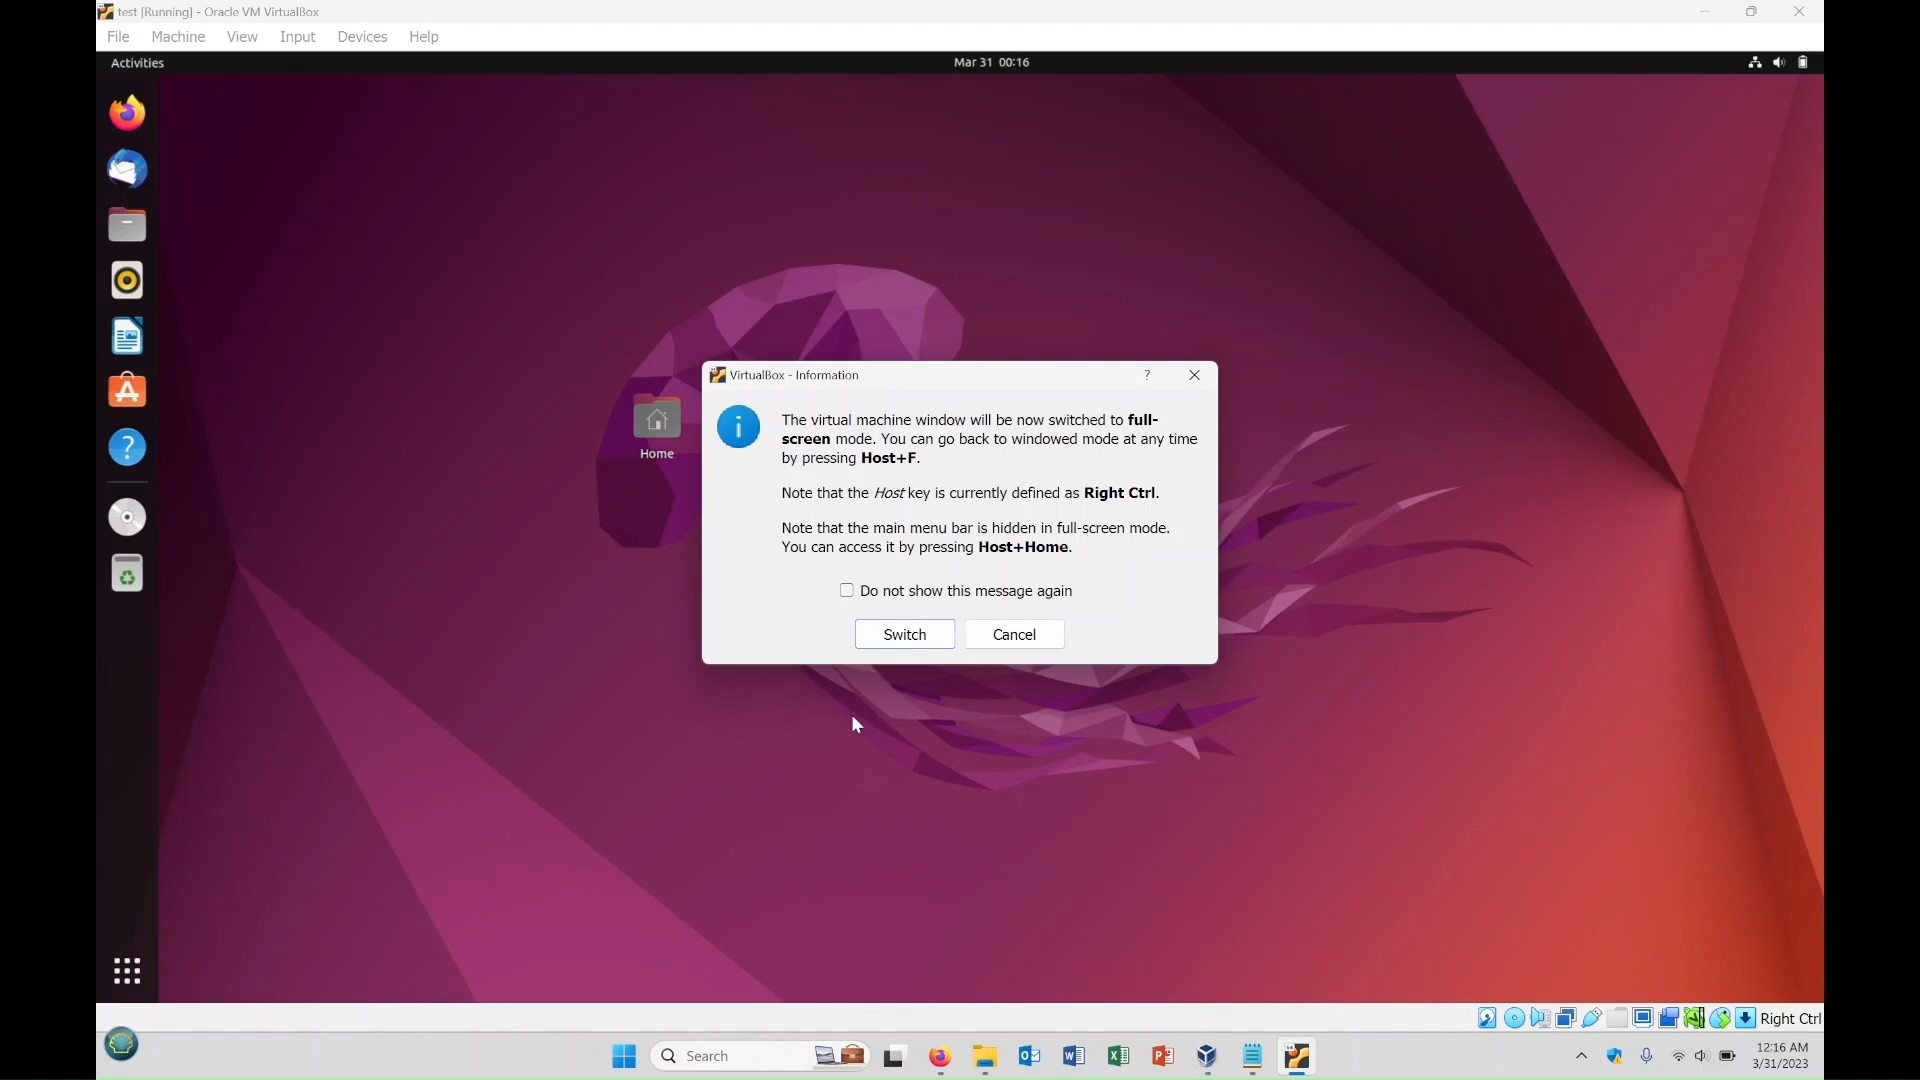 test [Running] - Oracle VM VirtualBox
File Machine View Input Devices Help
Activities
Mar 31 00:16
VirtualBox - Information
?
The virtual machine window will be now switched to full-
screen mode. You can go back to windowed mode at any time
by pressing Host+F.
Note that the Host key is currently defined as Right Ctrl.
Note that the main menu bar is hidden in full-screen mode.
You can access it by pressing Host+Home.
Home
Do not show this message again
Switch
Cancel
Right Ctrl
Search
12:16 AM
3/31/2023